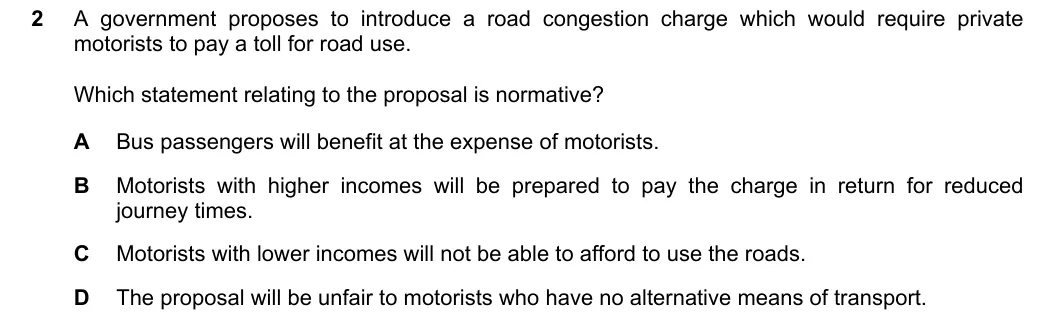 2 A government proposes to introduce a road congestion charge which would require private
motorists to pay a toll for road use.
Which statement relating to the proposal is normative?
A Bus passengers will benefit at the expense of motorists.
B Motorists with higher incomes will be prepared to pay the charge in return for reduced
journey times.
C Motorists with lower incomes will not be able to afford to use the roads.
D The proposal will be unfair to motorists who have no alternative means of transport.